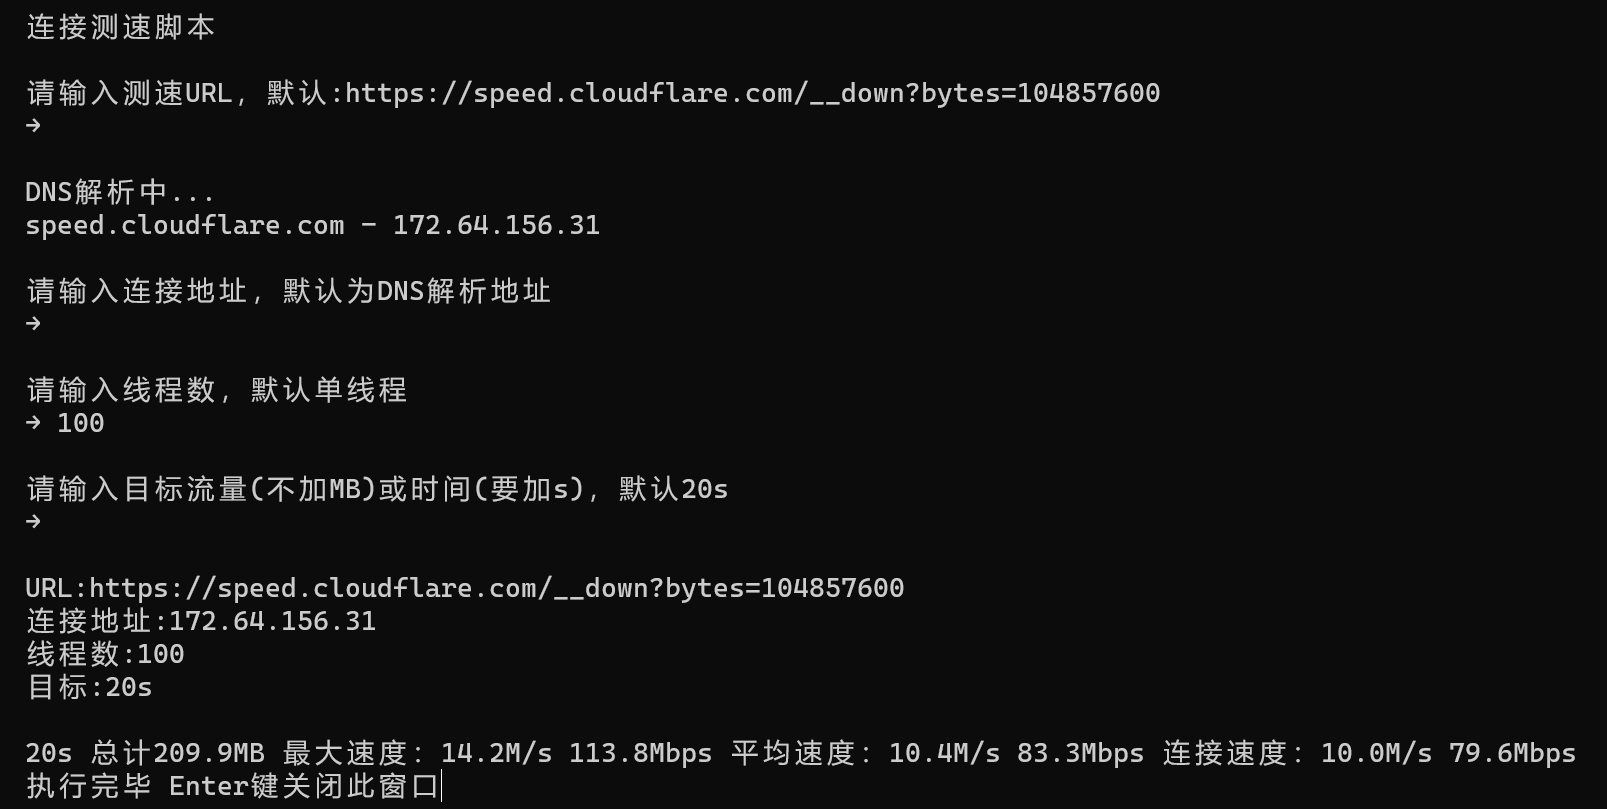 连接测速脚本
请输入测速URL，默认:https://speed.cloudflare.com/__down?bytes=104857600
→
DNS解析中...
speed.cloudflare.com - 172.64.156.31
请输入连接地址，默认为DNS解析地址
→
请输入线程数，默认单线程
→ 100
请输入目标流量(不加MB)或时间(要加s)，默认20s
→
URL:https://speed.cloudflare.com/__down?bytes=104857600
连接地址:172.64.156.31
线程数:100
目标:20s
20s 总计209.9MB 最大速度：14.2M/s 113.8Mbps 平均速度：10.4M/s 83.3Mbps 连接速度：10.0M/s 79.6Mbps
执行完毕 Enter键关闭此窗口